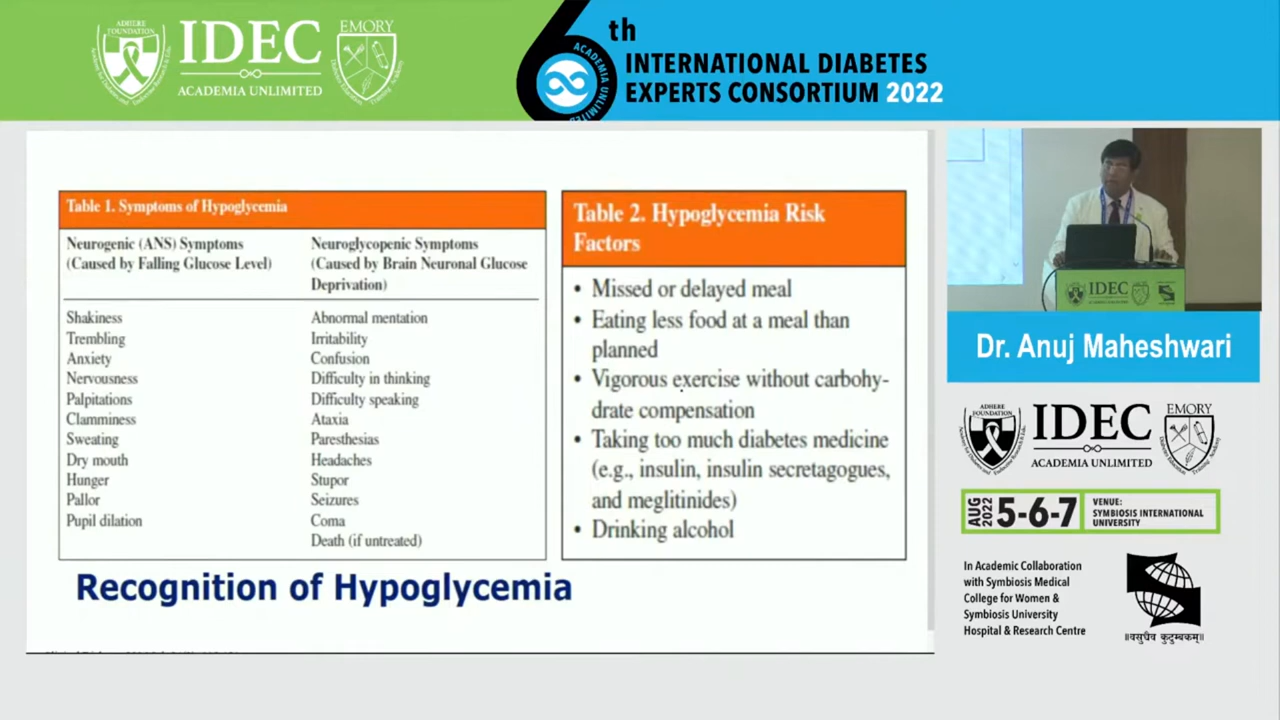 ADHERE
FOUNDATION
IDEC
ACADEMIA UNLIMITED
EMORY
6th
ACADEMIA UNLIMITED
INTERNATIONAL DIABETES
EXPERTS CONSORTIUM 2022
Table 1. Symptoms of Hypoglycemia
Neurogenic (ANS) Symptoms
(Caused by Falling Glucose Level)
Neuroglycopenic Symptoms
(Caused by Brain Neuronal Glucose
Deprivation)
Shakiness
Abnormal mentation
Trembling
Irritability
Anxiety
Confusion
Nervousness
Difficulty in thinking
Palpitations
Difficulty speaking
Clamminess
Ataxia
Sweating
Paresthesias
Dry mouth
Headaches
Hunger
Stupor
Pallor
Seizures
Pupil dilation
Coma
Death (if untreated)
Table 2. Hypoglycemia Risk
Factors
• Missed or delayed meal
• Eating less food at a meal than
planned
• Vigorous exercise without carbohy-
drate compensation
• Taking too much diabetes medicine
(e.g., insulin, insulin secretagogues,
and meglitinides)
• Drinking alcohol
Recognition of Hypoglycemia
IDEC
Dr. Anuj Maheshwari
ADHERE
FOUNDATION
IDEC
ACADEMIA UNLIMITED
EMORY
AUG
2022
5-6-7
VENUE:
SYMBIOSIS INTERNATIONAL
UNIVERSITY
In Academic Collaboration
with Symbiosis Medical
College for Women &
Symbiosis University
Hospital & Research Centre
॥वसुधैव कुटुम्बकम्॥